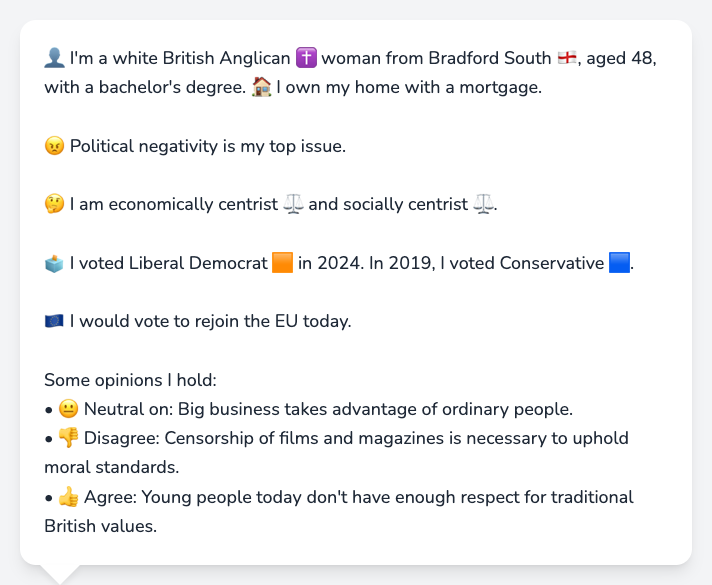 👤 I'm a white British Anglican ✝️ woman from Bradford South 🏴󠁧󠁢󠁥󠁮󠁧󠁿, aged 48,
with a bachelor's degree. 🏠 I own my home with a mortgage.
😠 Political negativity is my top issue.
🤔 I am economically centrist ⚖️ and socially centrist ⚖️.
🗳️ I voted Liberal Democrat 🟧 in 2024. In 2019, I voted Conservative 🟦.
🇪🇺 I would vote to rejoin the EU today.
Some opinions I hold:
• 😐 Neutral on: Big business takes advantage of ordinary people.
• 👎 Disagree: Censorship of films and magazines is necessary to uphold
moral standards.
• 👍 Agree: Young people today don't have enough respect for traditional
British values.